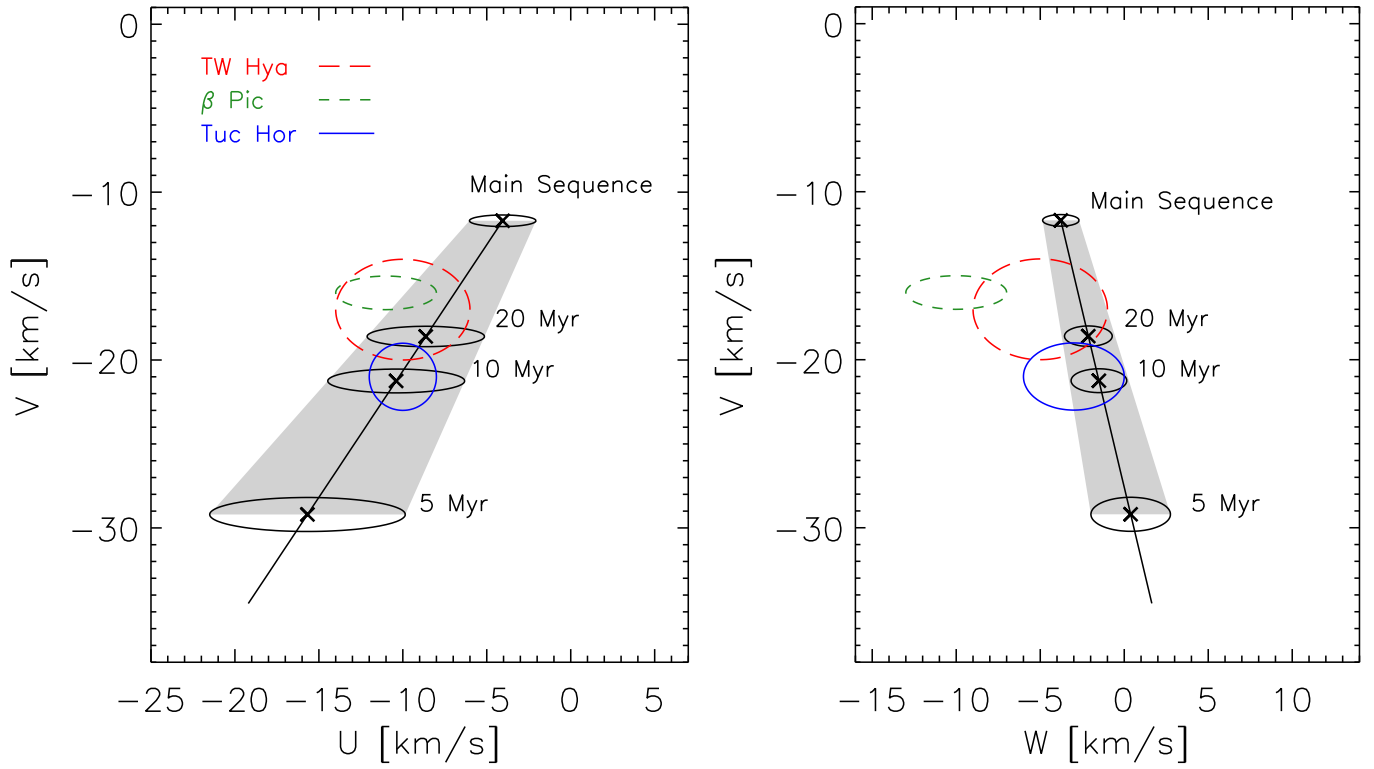 TW Hya
β Pic
Tuc Hor
Main Sequence
20 Myr
10 Myr
5 Myr
0
−10
−20
−30
V [km/s]
−25 −20 −15 −10 −5 0 5
U [km/s]
Main Sequence
20 Myr
10 Myr
5 Myr
0
−10
−20
−30
V [km/s]
−15 −10 −5 0 5 10
W [km/s]